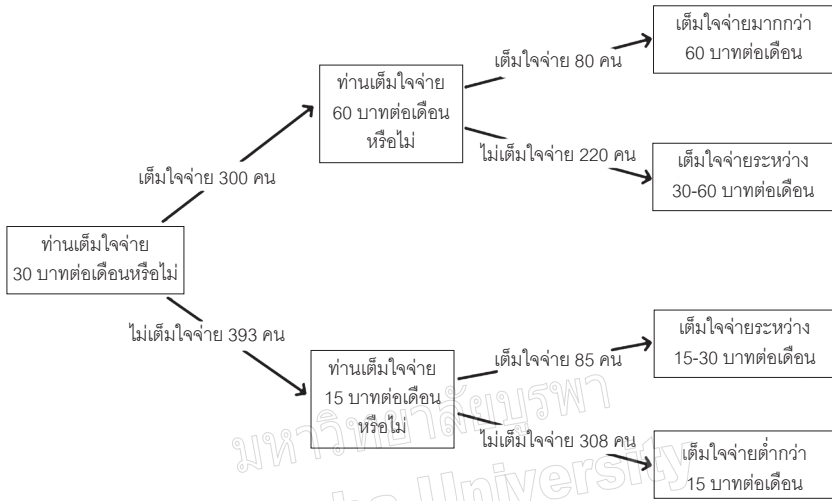 เต็มใจจ่ายมากกว่า
60 บาทต่อเดือน
เต็มใจจ่าย 80 คน
ท่านเต็มใจจ่าย
60 บาทต่อเดือน
หรือไม่
ไม่เต็มใจจ่าย 220 คน
เต็มใจจ่ายระหว่าง
30-60 บาทต่อเดือน
เต็มใจจ่าย 300 คน
ท่านเต็มใจจ่าย
30 บาทต่อเดือนหรือไม่
ไม่เต็มใจจ่าย 393 คน
เต็มใจจ่ายระหว่าง
15-30 บาทต่อเดือน
เต็มใจจ่าย 85 คน
ท่านเต็มใจจ่าย
15 บาทต่อเดือน
หรือไม่
ไม่เต็มใจจ่าย 308 คน
เต็มใจจ่ายต่ำกว่า
15 บาทต่อเดือน
มหาวิทยาลัยบูรพา
University